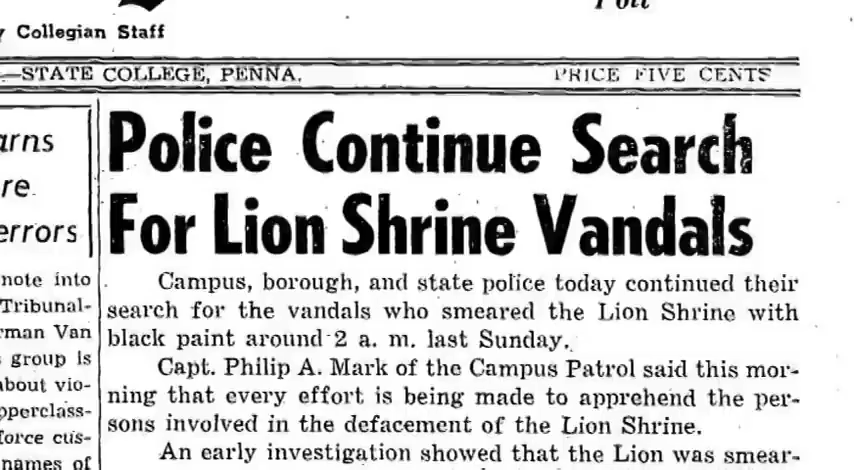 Collegian Staff
—STATE COLLEGE, PENNA.
PRICE FIVE CENTS
Police Continue Search
For Lion Shrine Vandals
Campus, borough, and state police today continued their
search for the vandals who smeared the Lion Shrine with
black paint around 2 a. m. last Sunday.
Capt. Philip A. Mark of the Campus Patrol said this mor-
ning that every effort is being made to apprehend the per-
sons involved in the defacement of the Lion Shrine.
An early investigation showed that the Lion was smear-
arns
re
errors
note into
Tribunal-
rman Van
group is
about vio-
pperclass-
force cus-
names of